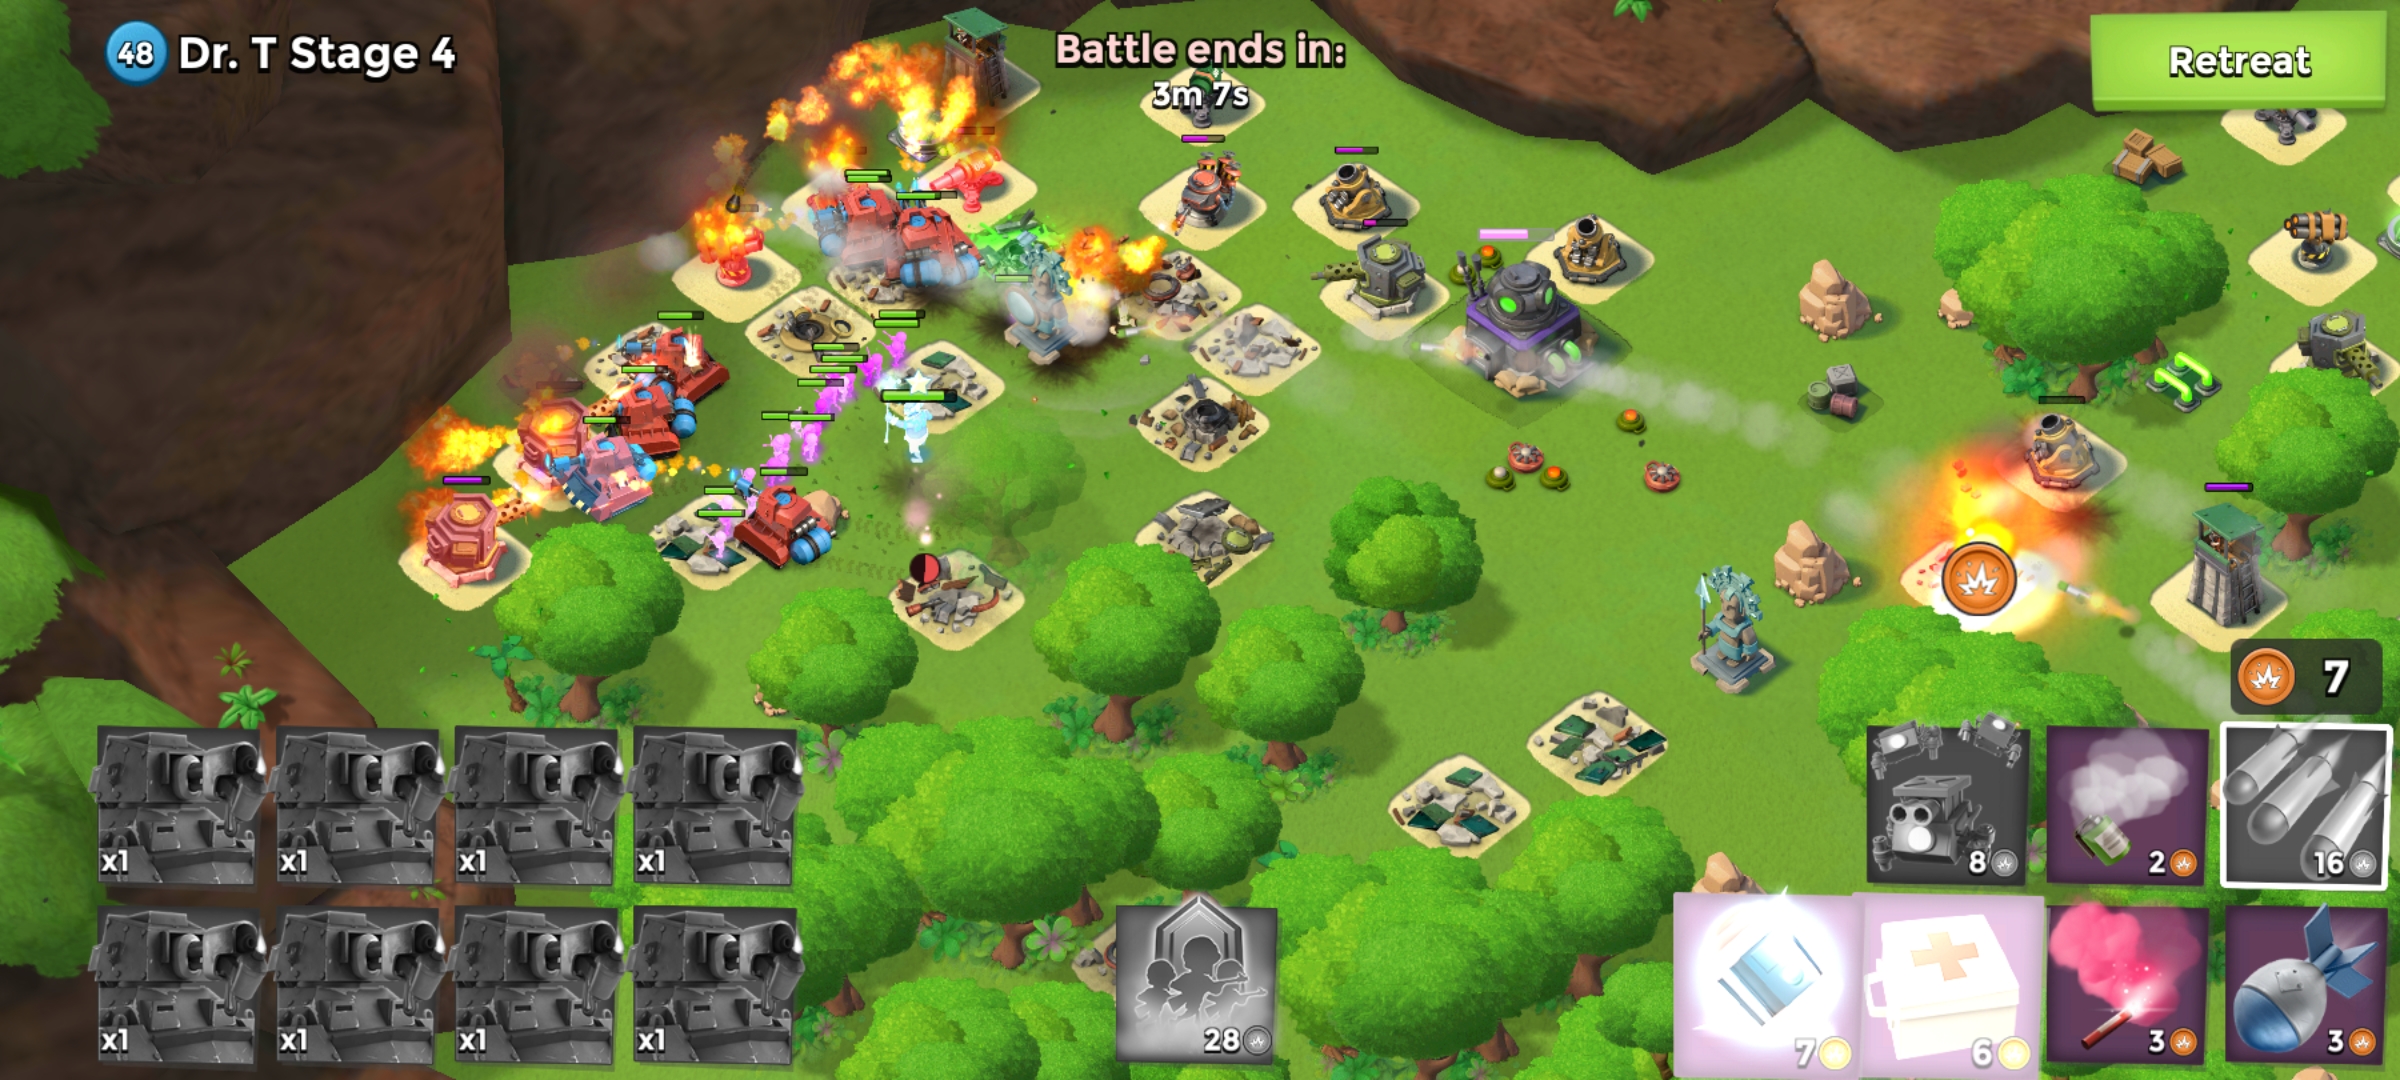 48 Dr. T Stage 4
Battle ends in:
3m 7s
Retreat
7
8
2
16
x1
x1
x1
x1
x1
x1
x1
x1
28
7
6
3
3